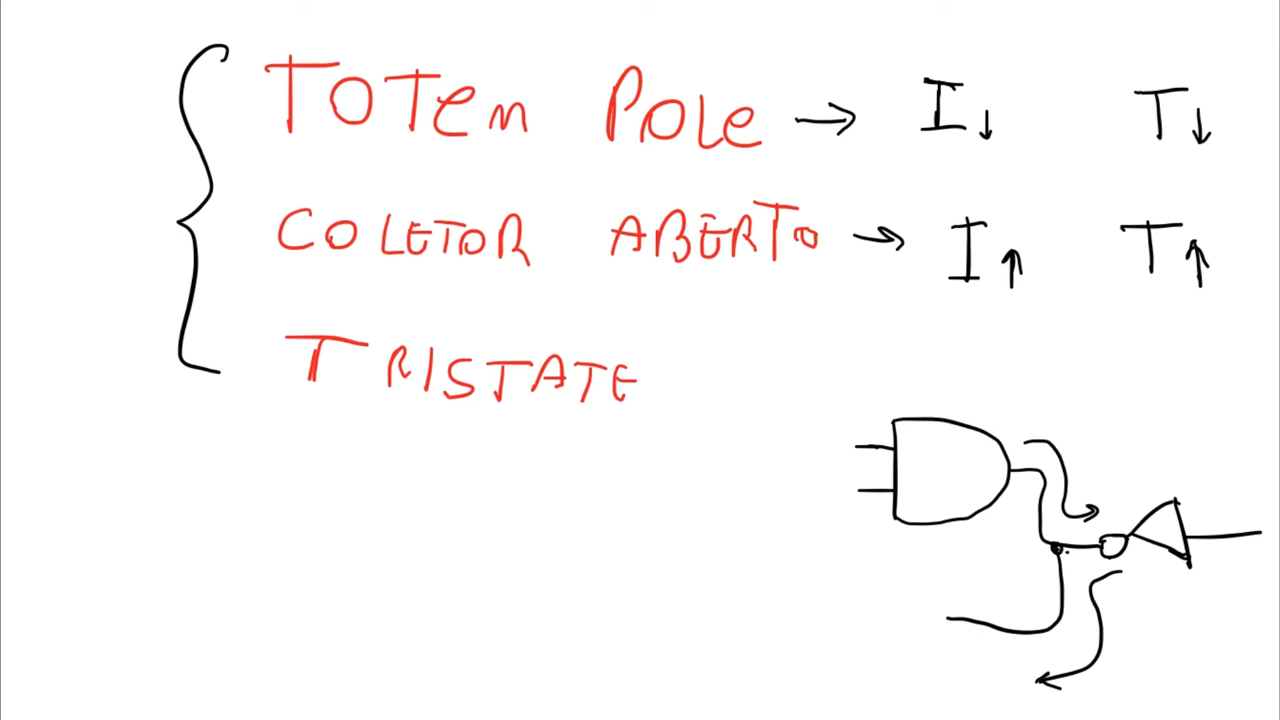 TOTEM POLE → I↓ T↓
COLETOR ABERTO → I↑ T↑
TRISTATE